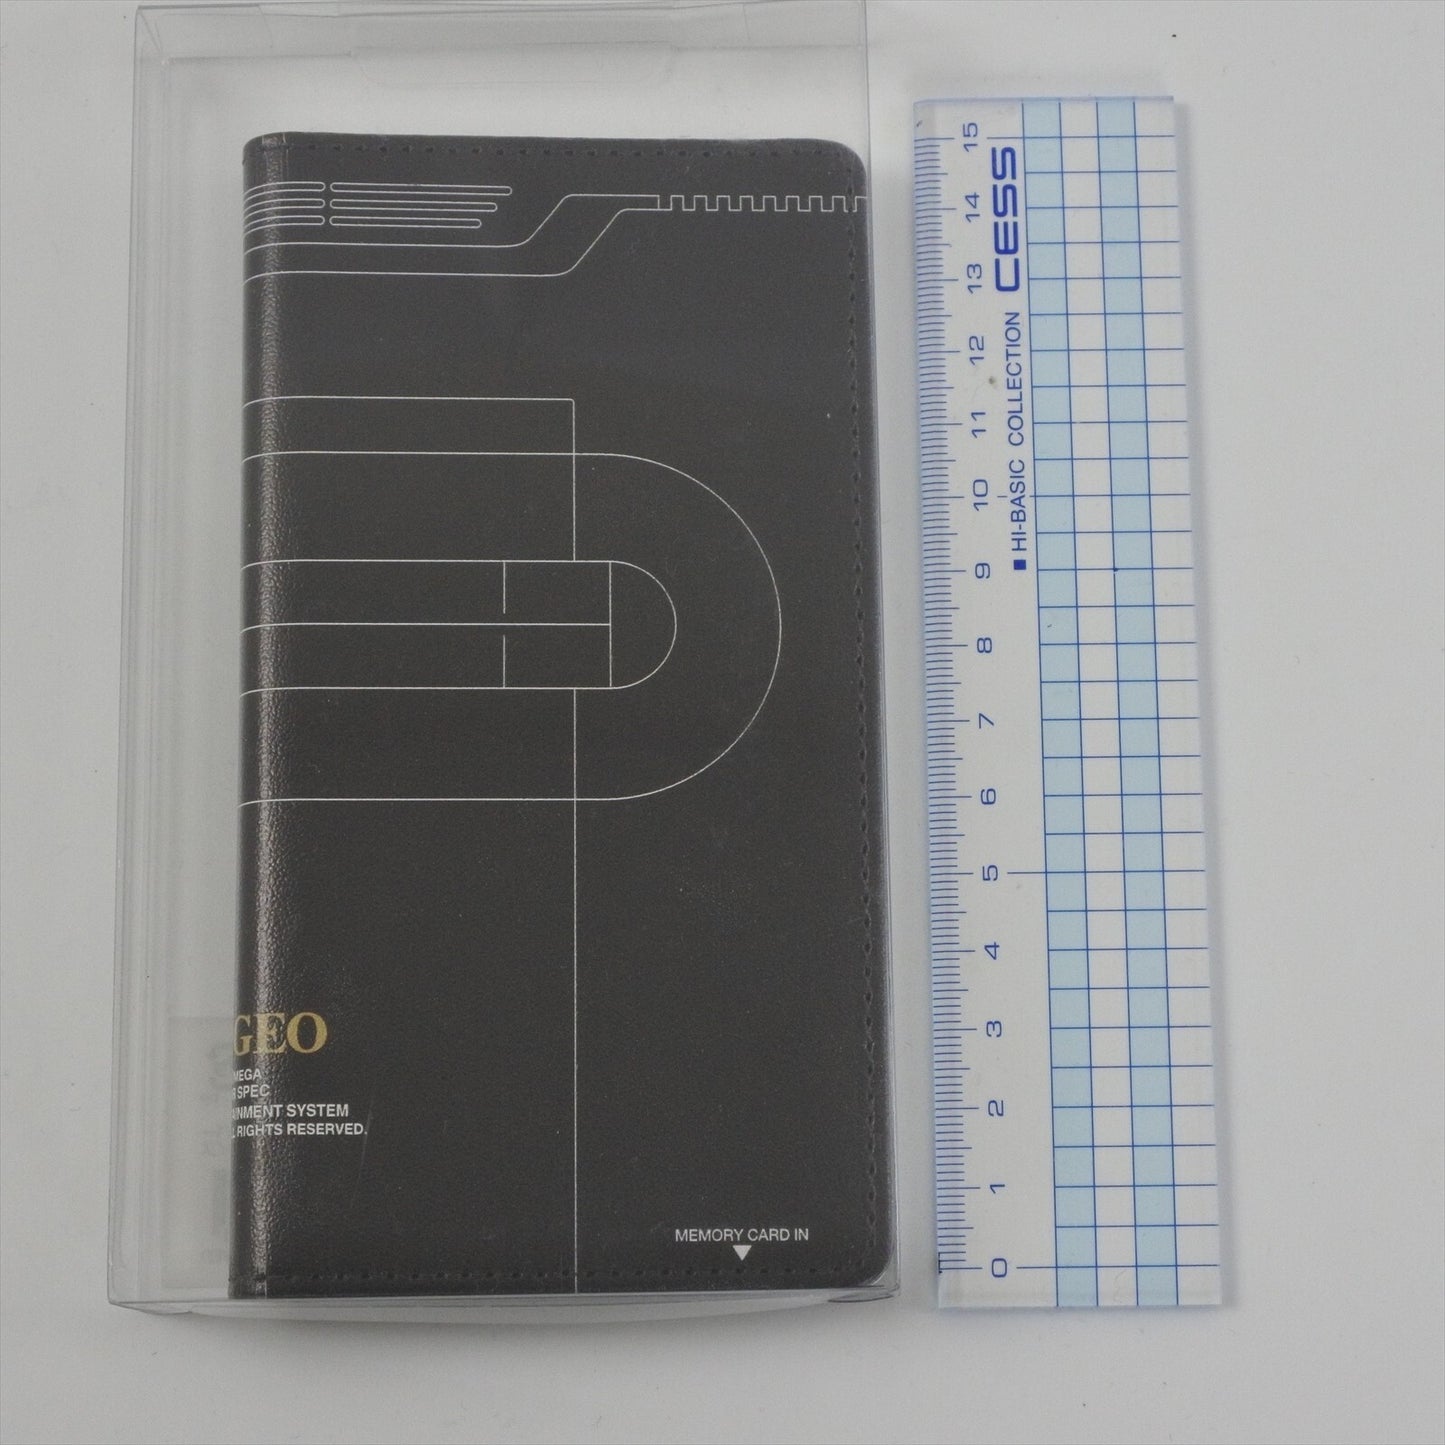 GEO
MEGA
SPEC
AINMENT SYSTEM
RIGHTS RESERVED.
MEMORY CARD IN
15
14
13
12
11
10
9
8
7
6
5
4
3
2
1
0
CESS
■ HI-BASIC COLLECTION